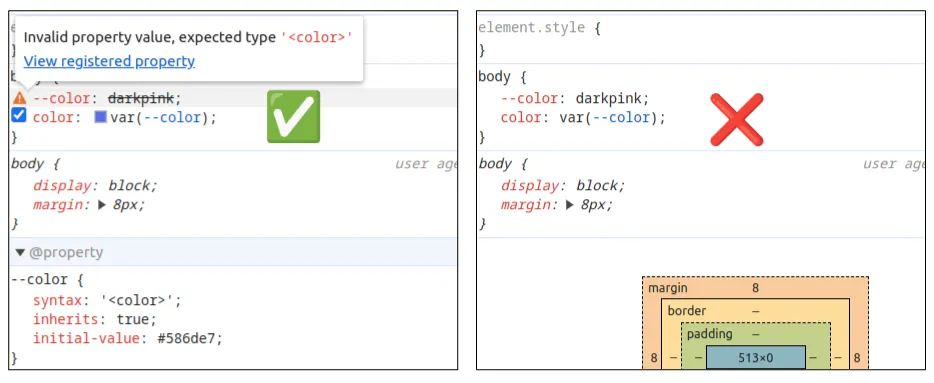 e
Invalid property value, expected type '<color>'
View registered property
}
body {
--color: darkpink;
color: var(--color);
}
body {
user age
display: block;
margin: ▶ 8px;
}
▼ @property
--color {
syntax: '<color>';
inherits: true;
initial-value: #586de7;
}
element.style {
}
body {
--color: darkpink;
color: var(--color);
}
body {
user age
display: block;
margin: ▶ 8px;
}
margin 8
border –
padding –
8 – – 513×0 – – 8